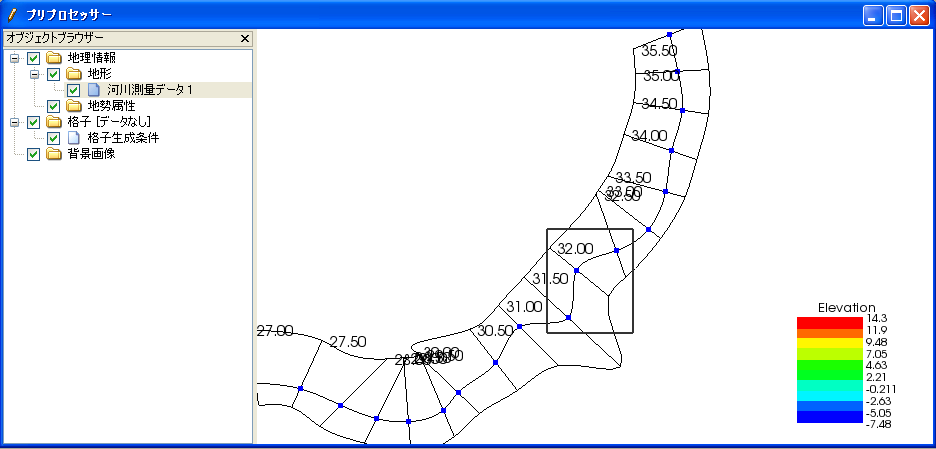 プリプロセッサー
オブジェクトブラウザー
地理情報
地形
河川測量データ1
地勢属性
格子 [データなし]
格子生成条件
背景画像
35.50
35.00
34.50
34.00
33.50
33.00
32.50
32.00
31.50
31.00
30.50
27.00
27.50
30.00
Elevation
14.3
11.9
9.48
7.05
4.63
2.21
-0.211
-2.63
-5.05
-7.48